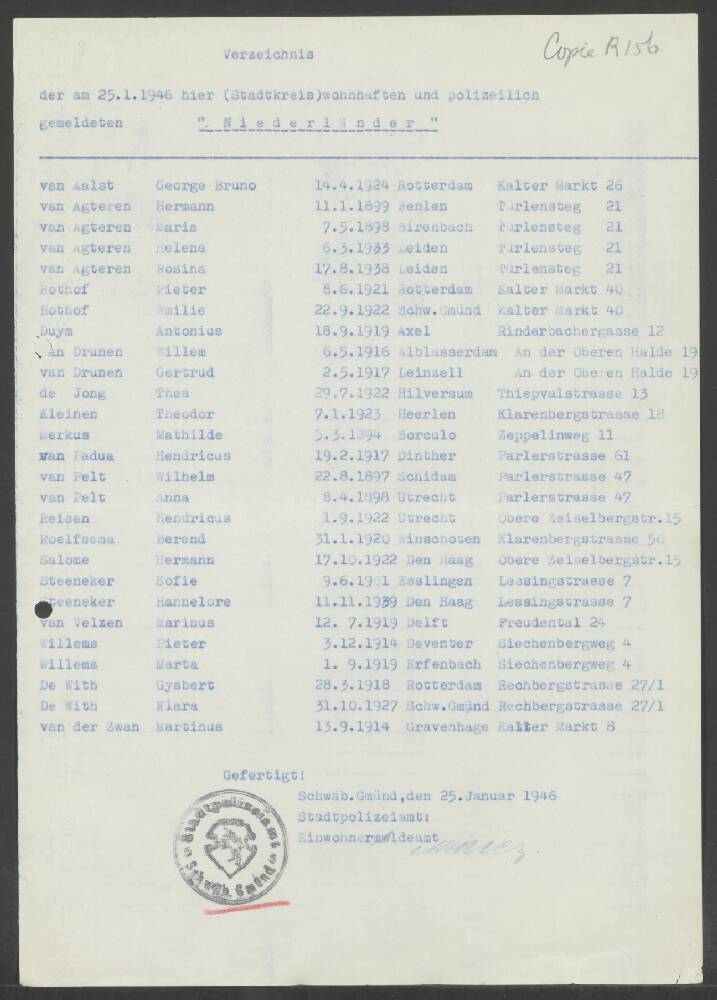 Copie R156
Verzeichnis
der am 25.1.1946 hier (Stadtkreis)wohnhaften und polizeilich
gemeldeten " N i e d e r l ä n d e r "
van Aalst George Bruno 14.4.1924 Rotterdam Kalter Markt 26
van Agteren Hermann 11.1.1899 Türlensteg 21
van Agteren Maria 7.5.1898 Türlensteg 21
van Agteren Helena 6.3.1933 Leiden Türlensteg 21
van Agteren Rosina 17.8.1938 Leiden Türlensteg 21
Bothof Pieter 8.6.1921 Rotterdam Kalter Markt 40
Bothof Emilie 22.9.1922 Schw.Gmünd Kalter Markt 40
Duym Antonius 18.9.1919 Axel Rinderbachergasse 12
van Drunen Willem 6.5.1916 Alblasserdam An der Oberen Halde 19
van Drunen Gertrud 2.5.1917 Leinzell An der Oberen Halde 19
de Jong Thea 29.7.1922 Hilversum Thiepvalstrasse 13
Kleinen Theodor 7.1.1923 Heerlen Klarenbergstrasse 18
Merkus Mathilde 5.3.1894 Borculo Zeppelinweg 11
van Padua Hendricus 19.2.1917 Dinther Parlerstrasse 61
van Pelt Wilhelm 22.8.1897 Schidam Parlerstrasse 47
van Pelt Anna 8.4.1898 Utrecht Parlerstrasse 47
Reisen Hendricus 1.9.1922 Utrecht Obere Zeiselbergstr.15
Roelfsema Berend 31.1.1920 Winschoten Klarenbergstrasse 50
Salome Hermann 17.10.1922 Den Haag Obere Zeiselbergstr.15
Steeneker Sofie 9.6.1901 Esslingen Lessingstrasse 7
Steeneker Hannelore 11.11.1939 Den Haag Lessingstrasse 7
van Velzen Marinus 12. 7.1919 Delft Freudental 24
Willems Pieter 3.12.1914 Deventer Siechenbergweg 4
Willems Marta 1. 9.1919 Erfenbach Siechenbergweg 4
De With Gysbert 28.3.1918 Rotterdam Rechbergstrasse 27/1
De With Klara 31.10.1927 Schw.Gmünd Rechbergstrasse 27/1
van der Zwan Martinus 13.9.1914 Gravenhage Kalter Markt 8
Gefertigt!
Schwäb.Gmünd,den 25.Januar 1946
Stadtpolizeiamt:
Einwohnermeldeamt
Stadtpolizeiamt
Schwäb. Gmünd